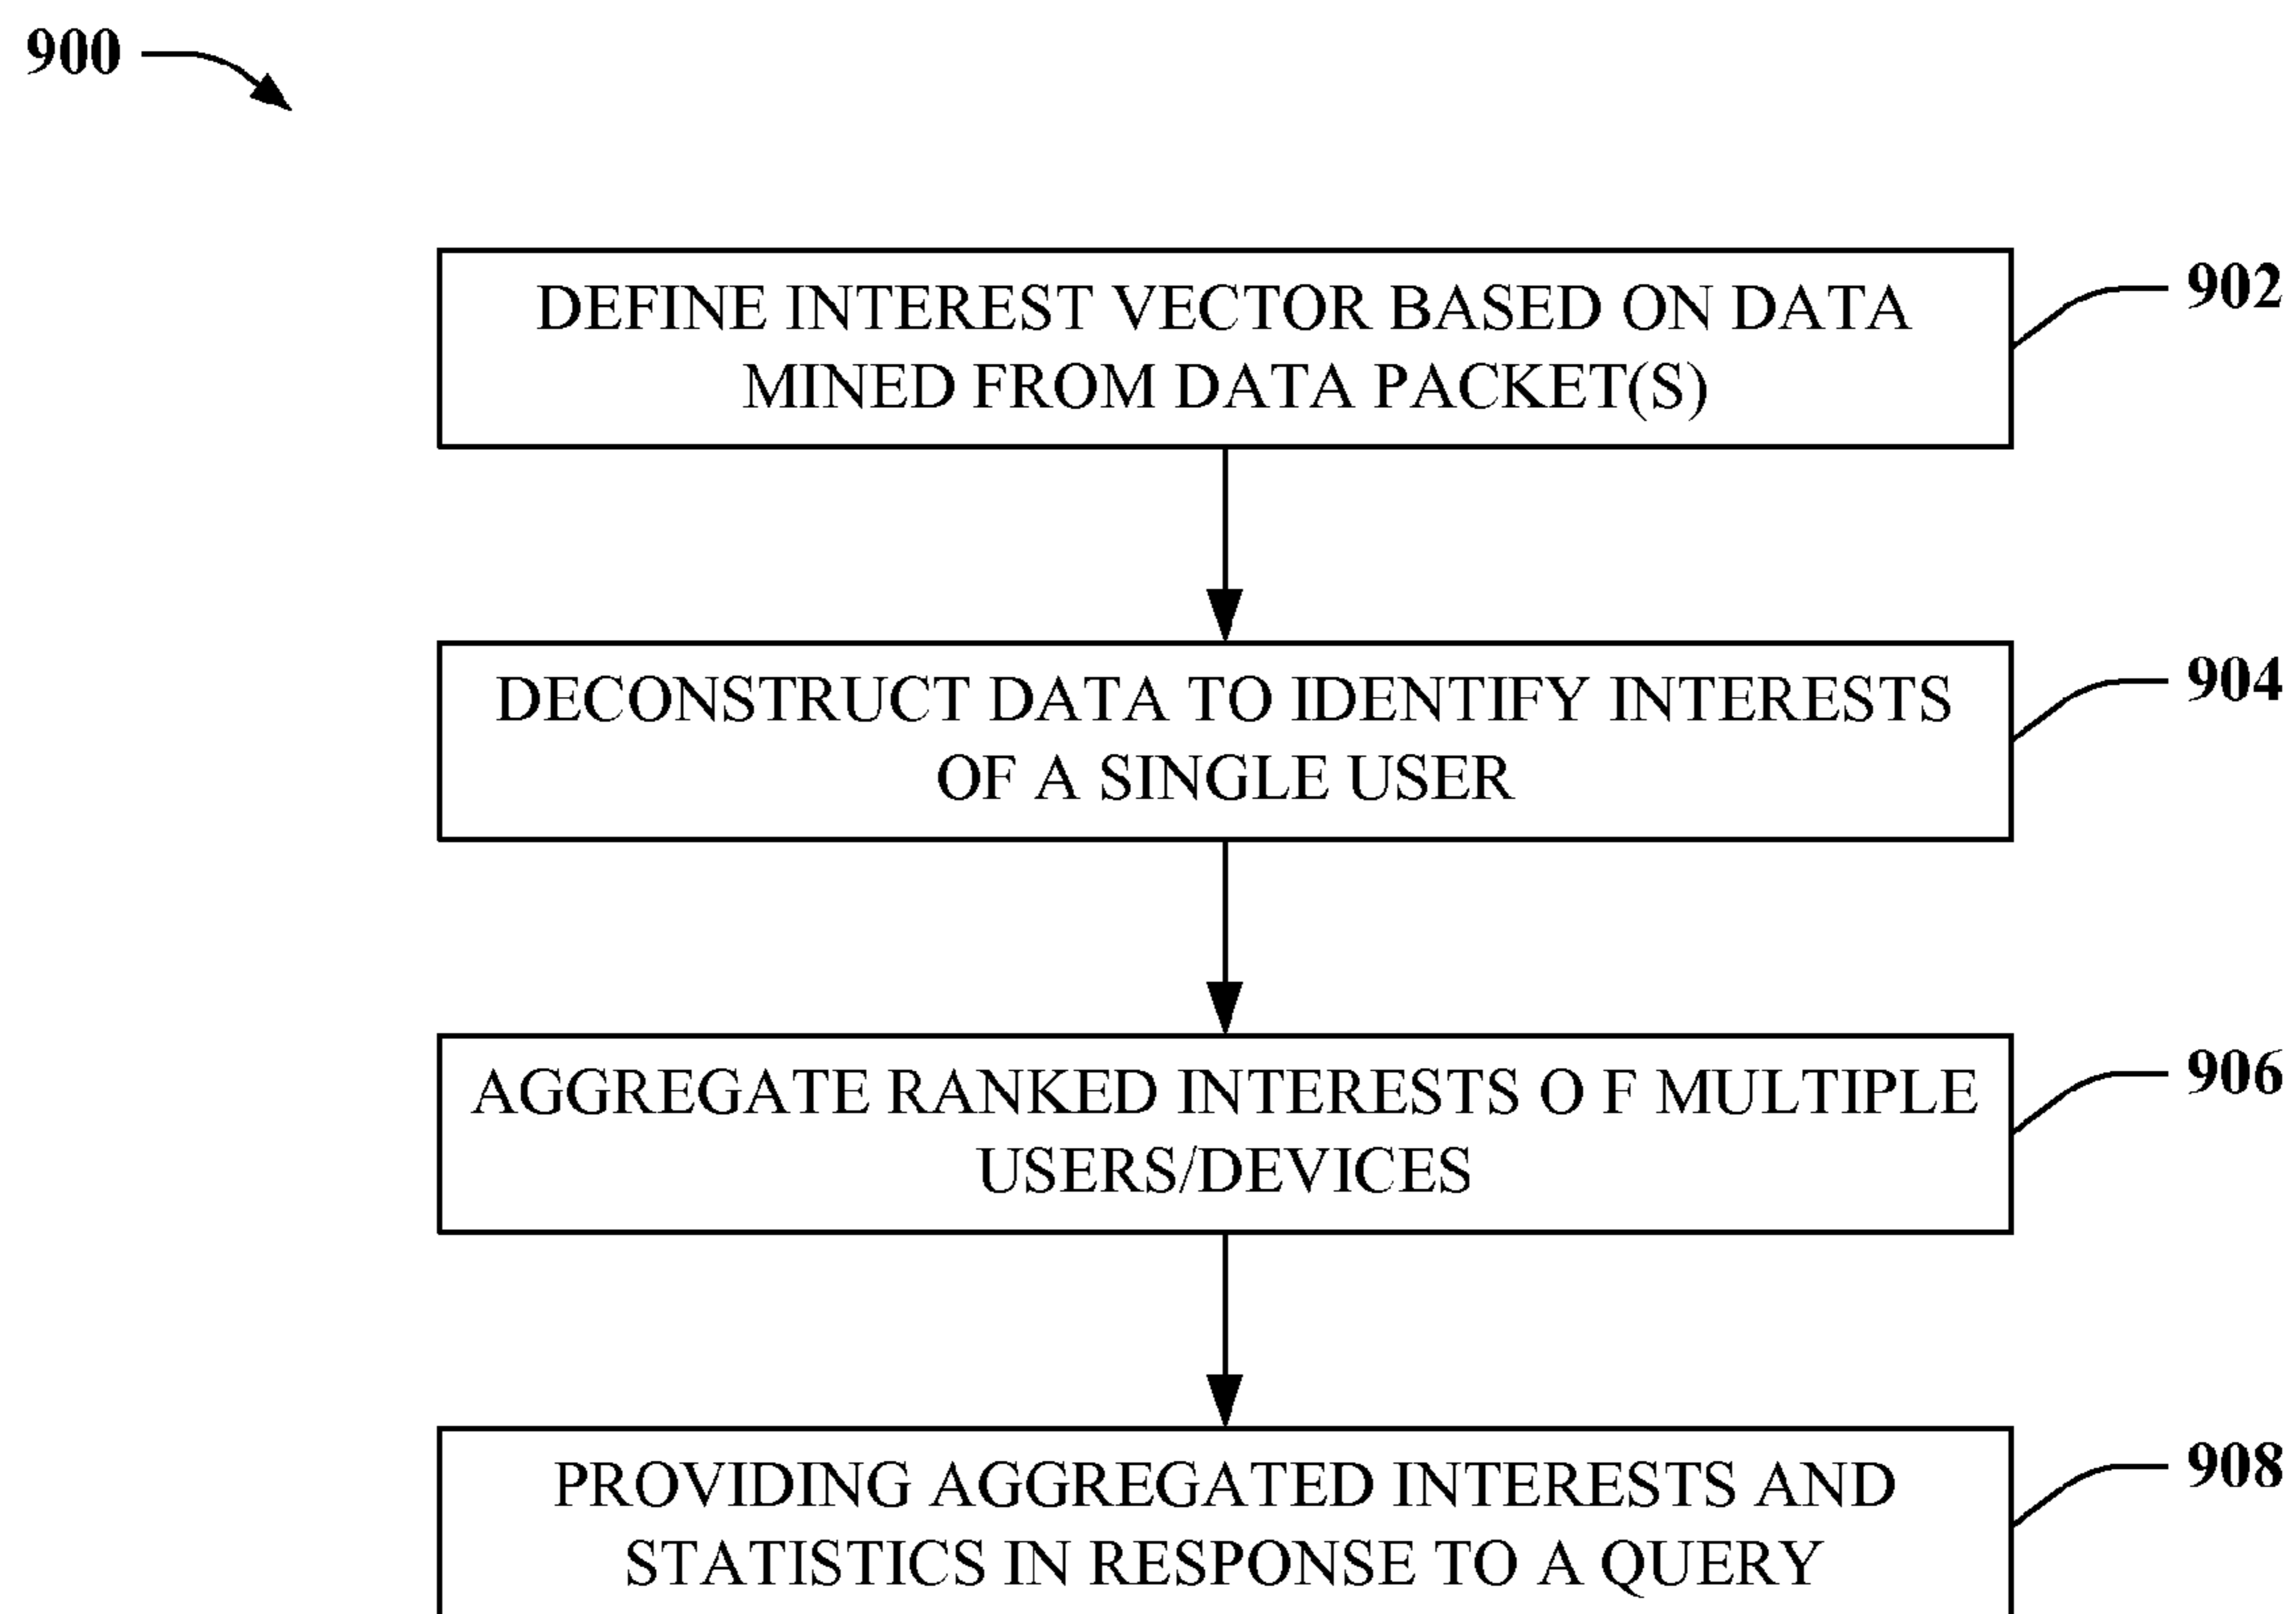 900
DEFINE INTEREST VECTOR BASED ON DATA
MINED FROM DATA PACKET(S)
902
DECONSTRUCT DATA TO IDENTIFY INTERESTS
OF A SINGLE USER
904
AGGREGATE RANKED INTERESTS O F MULTIPLE
USERS/DEVICES
906
PROVIDING AGGREGATED INTERESTS AND
STATISTICS IN RESPONSE TO A QUERY
908